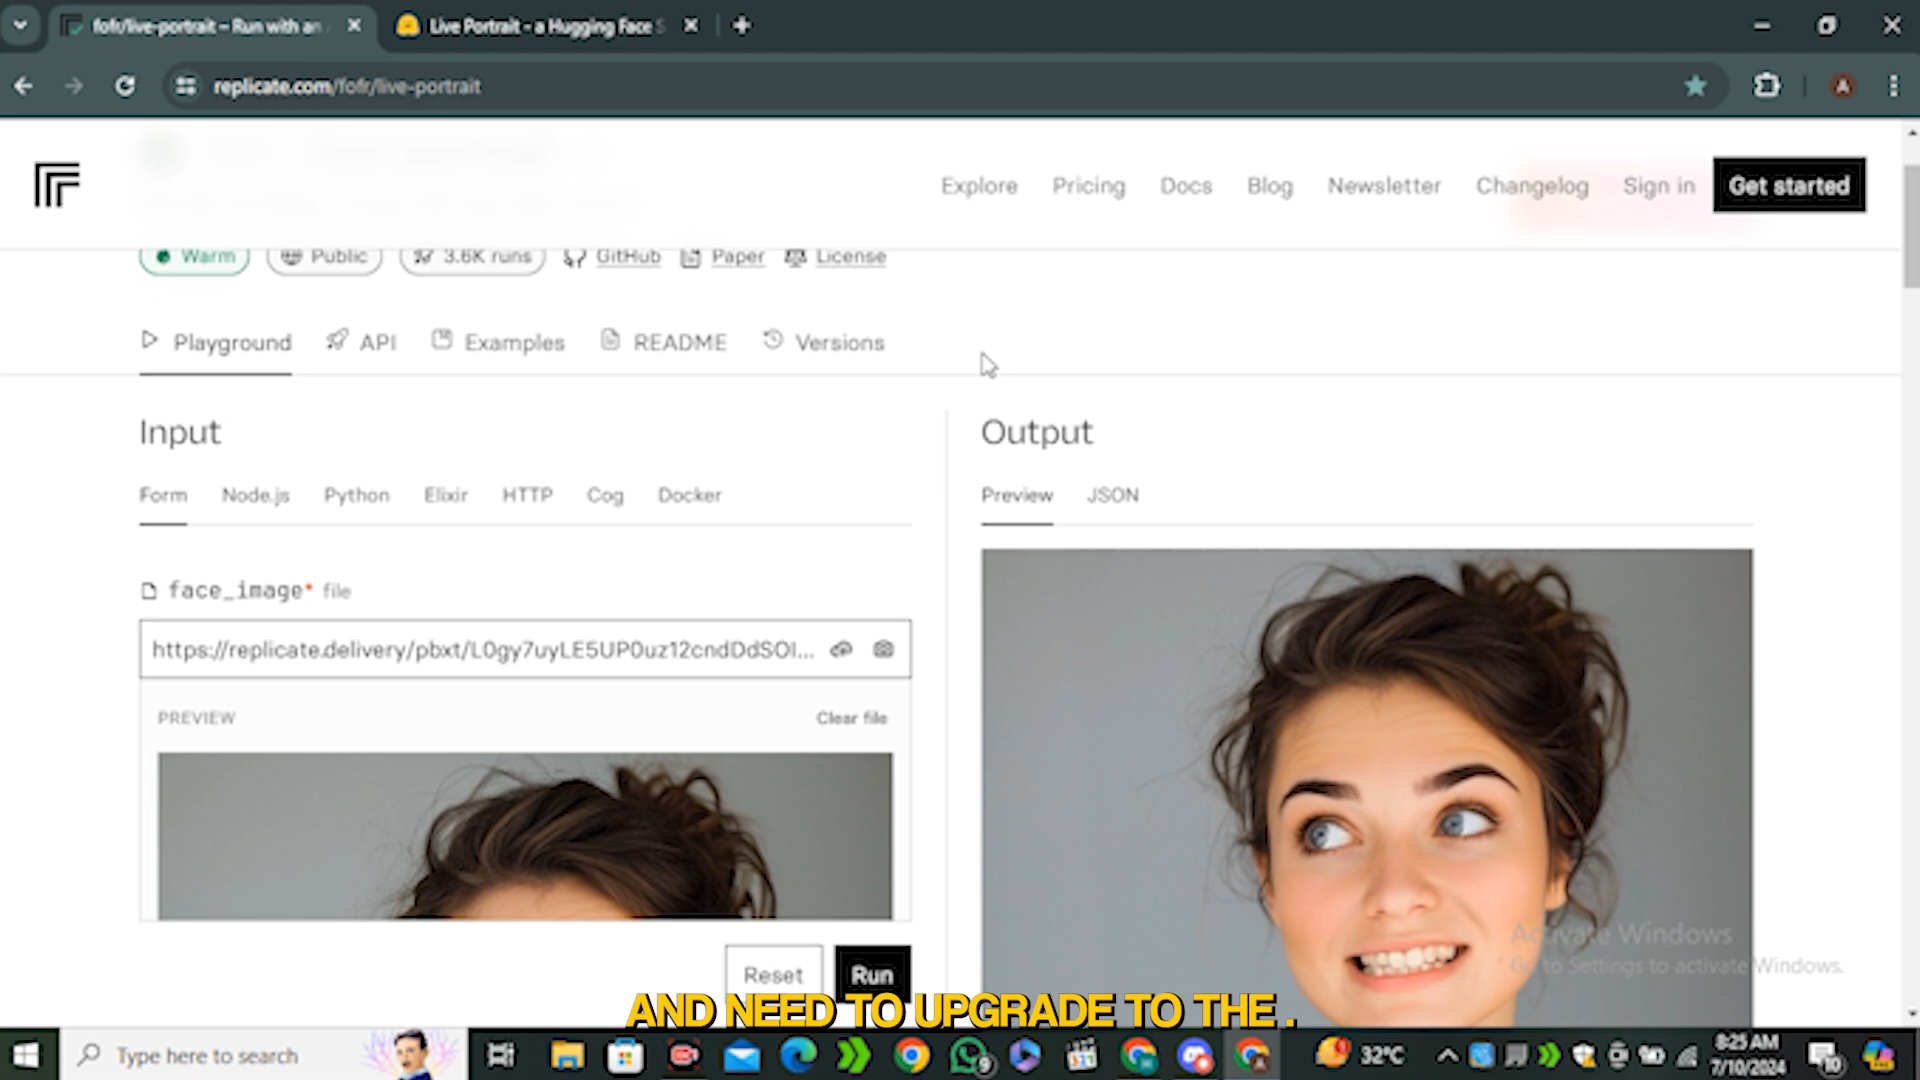 fofr/live-portrait – Run with an
Live Portrait - a Hugging Face S
replicate.com/fofr/live-portrait
A
Explore Pricing Docs Blog Newsletter Changelog Sign in Get started
Warm Public 3.6K runs GitHub Paper License
Playground API Examples README Versions
Input
Output
Form Node.js Python Elixir HTTP Cog Docker
Preview JSON
face_image* file
https://replicate.delivery/pbxt/L0gy7uyLE5UP0uz12cndDdSOI...
PREVIEW
Clear file
Activate Windows
Go to Settings to activate Windows.
Reset
Run
AND NEED TO UPGRADE TO THE .
Type here to search
9
32°C
8:25 AM
7/10/2024
10